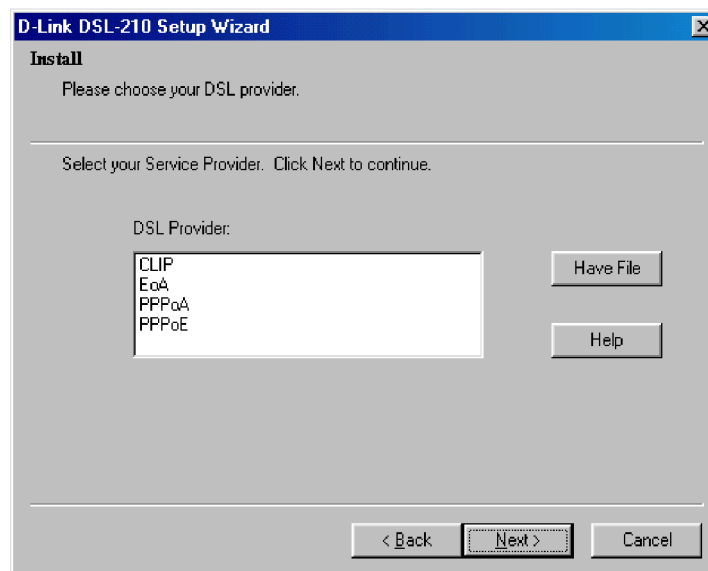 D-Link DSL-210 Setup Wizard
Install
Please choose your DSL provider.
Select your Service Provider. Click Next to continue.
DSL Provider:
CLIP
EoA
PPPoA
PPPoE
Have File
Help
< Back
Next >
Cancel